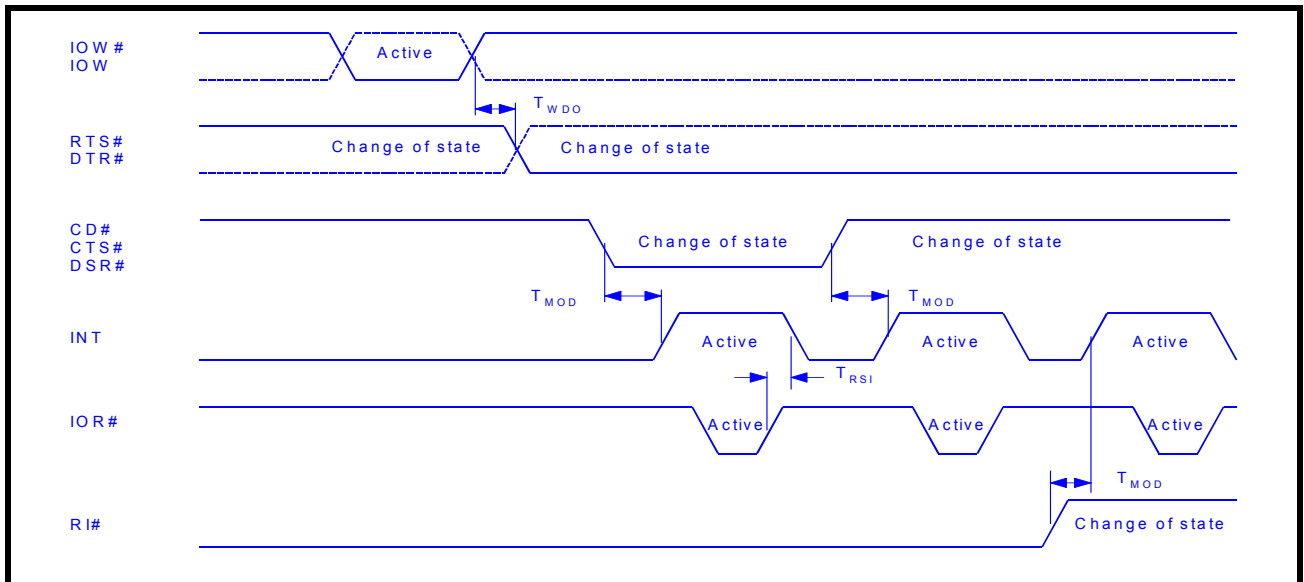 IOW#
IOW
Active
TWDO
RTS#
DTR#
Change of state Change of state
CD#
CTS#
DSR#
Change of state Change of state
TMOD TMOD
INT
Active Active Active
TRSI
IOR#
Active Active Active
TMOD
RI#
Change of state